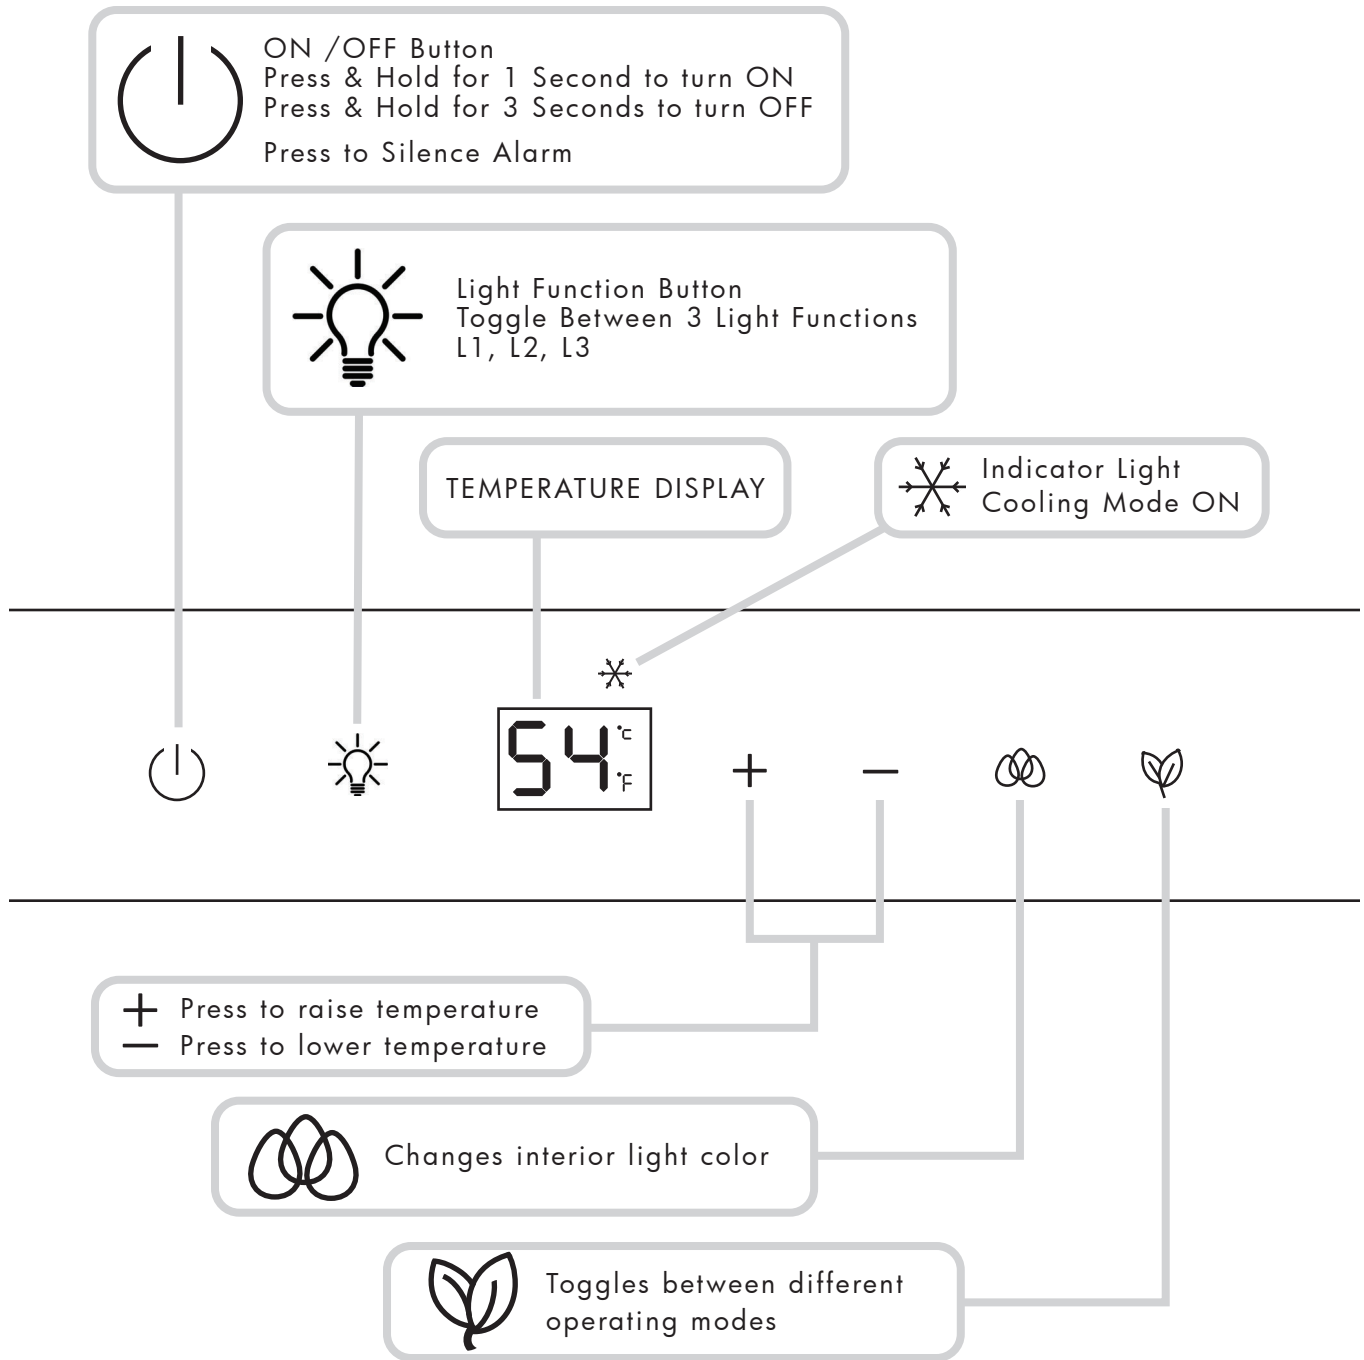 ON /OFF Button
Press & Hold for 1 Second to turn ON
Press & Hold for 3 Seconds to turn OFF
Press to Silence Alarm
Light Function Button
Toggle Between 3 Light Functions
L1, L2, L3
TEMPERATURE DISPLAY
Indicator Light
Cooling Mode ON
54 °C
°F
+ −
+ Press to raise temperature
− Press to lower temperature
Changes interior light color
Toggles between different
operating modes